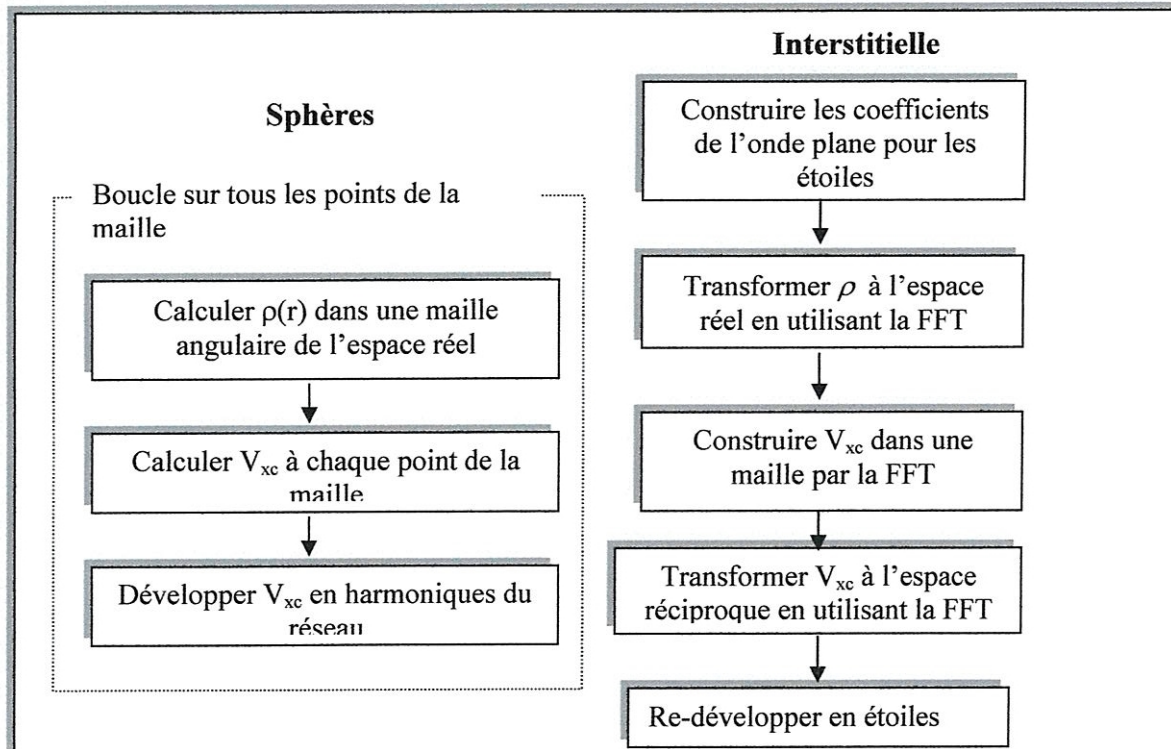 Sphères
Boucle sur tous les points de la
maille
Calculer ρ(r) dans une maille
angulaire de l'espace réel
Calculer Vxc à chaque point de la
maille
Développer Vxc en harmoniques du
réseau
Interstitielle
Construire les coefficients
de l'onde plane pour les
étoiles
Transformer ρ à l'espace
réel en utilisant la FFT
Construire Vxc dans une
maille par la FFT
Transformer Vxc à l'espace
réciproque en utilisant la FFT
Re-développer en étoiles